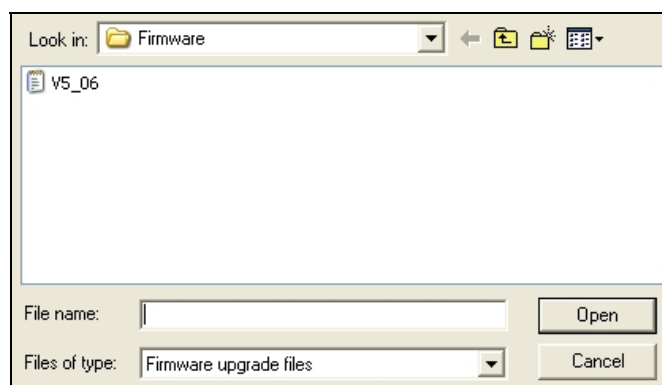 Look in: Firmware
V5_06
File name: Open
Files of type: Firmware upgrade files Cancel